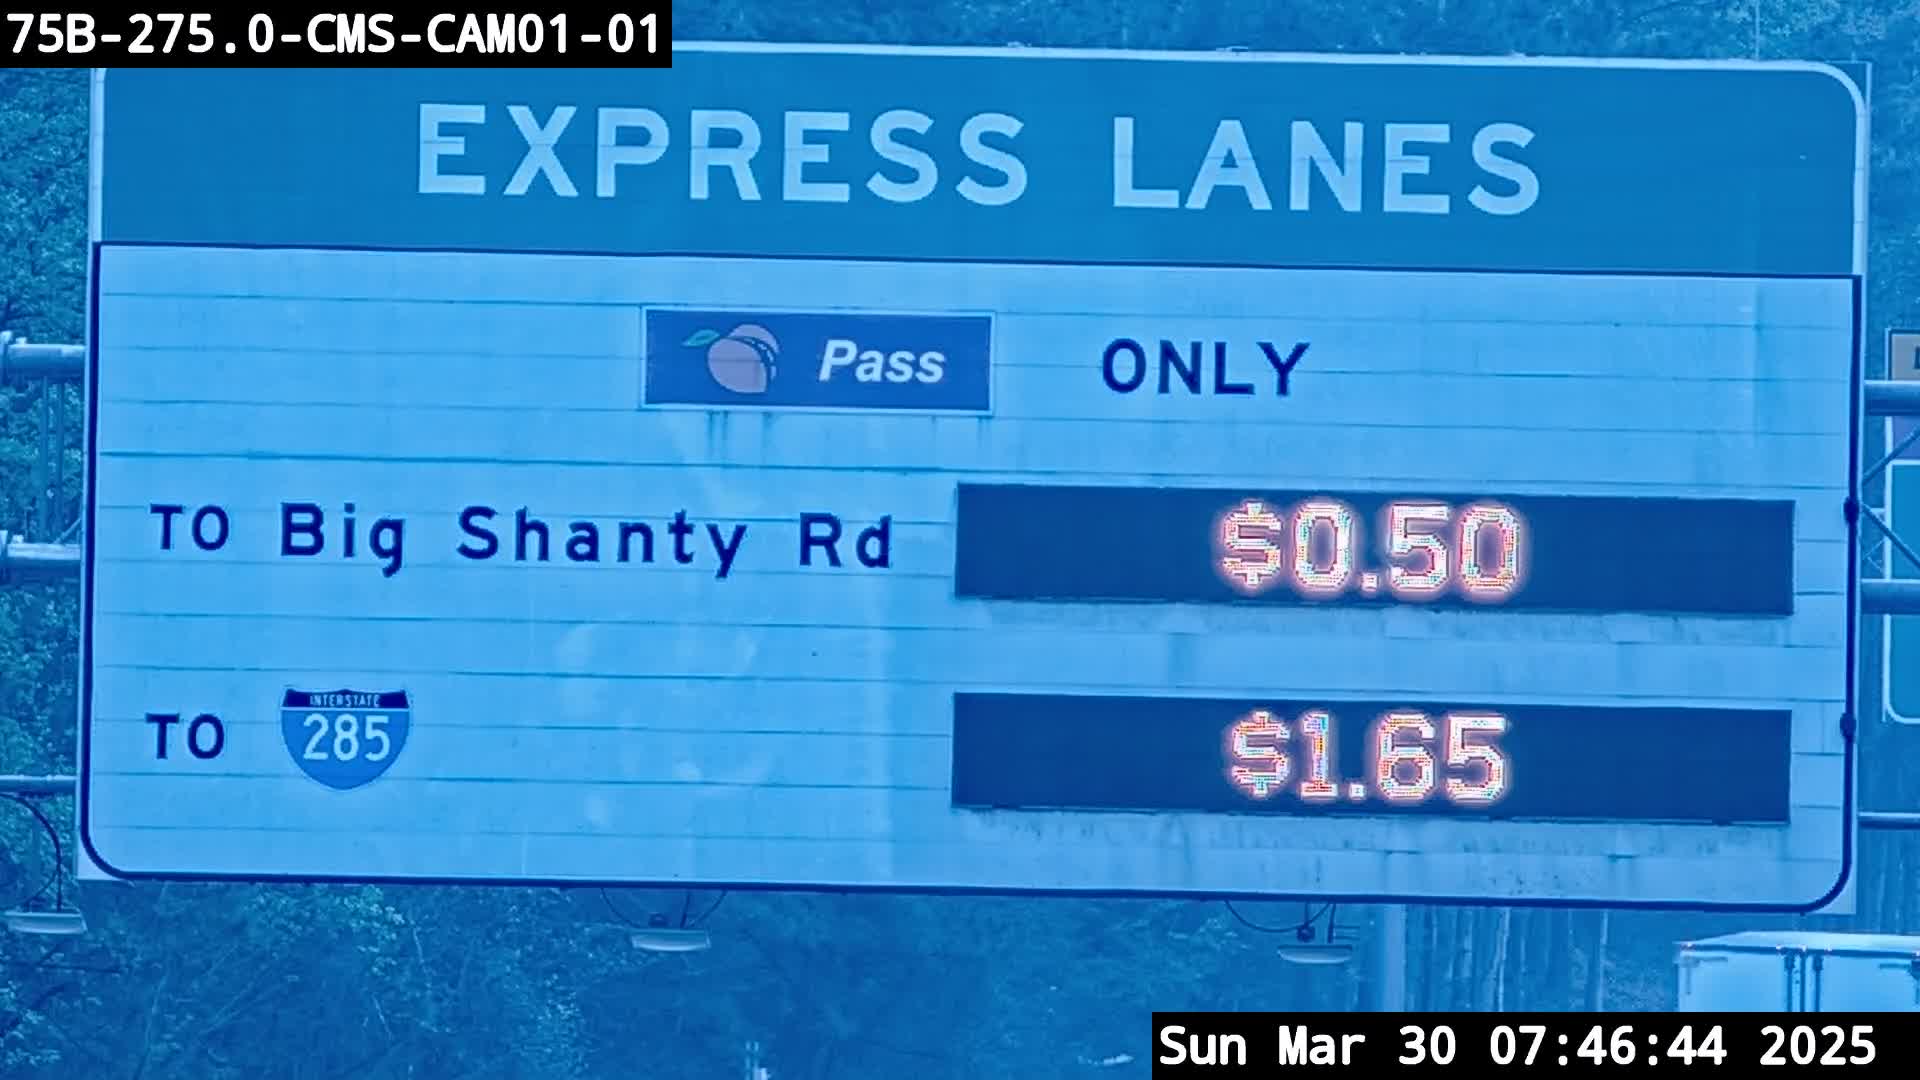 75B-275.0-CMS-CAM01-01
EXPRESS LANES
Pass ONLY
TO Big Shanty Rd $0.50
INTERSTATE
TO 285 $1.65
Sun Mar 30 07:46:44 2025